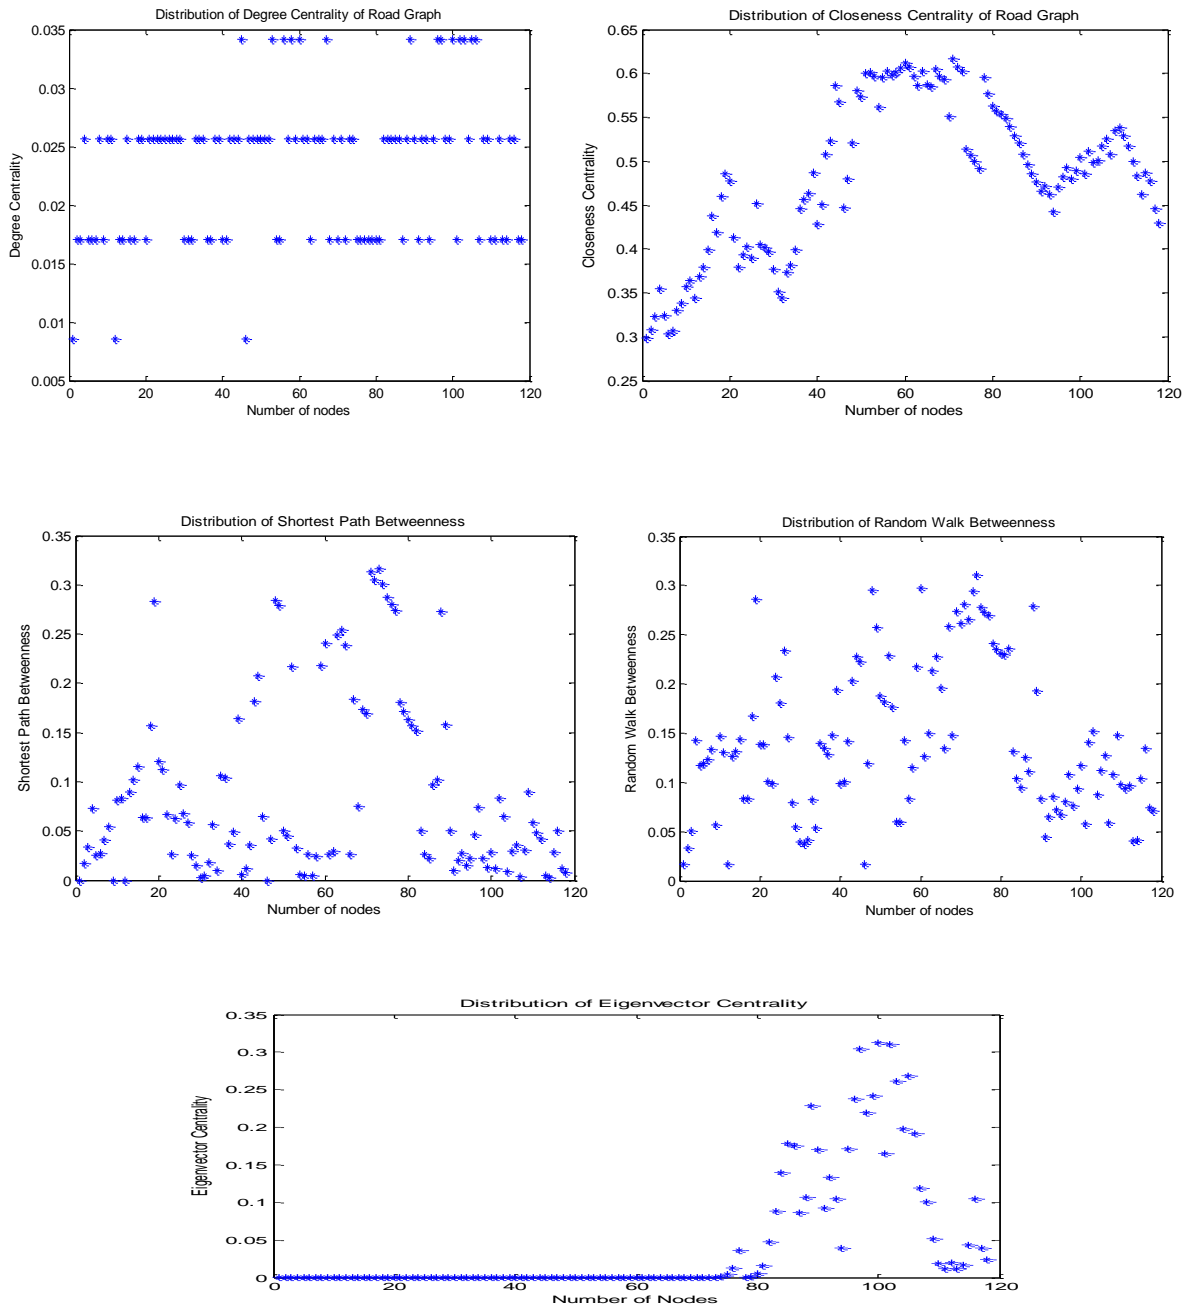 Distribution of Degree Centrality of Road Graph
0.035
0.03
0.025
0.02
0.015
0.01
0.005
Degree Centrality
0 20 40 60 80 100 120
Number of nodes
Distribution of Closeness Centrality of Road Graph
0.65
0.6
0.55
0.5
0.45
0.4
0.35
0.3
0.25
Closeness Centrality
0 20 40 60 80 100 120
Number of nodes
Distribution of Shortest Path Betweenness
0.35
0.3
0.25
0.2
0.15
0.1
0.05
0
Shortest Path Betweenness
0 20 40 60 80 100 120
Number of nodes
Distribution of Random Walk Betweenness
0.35
0.3
0.25
0.2
0.15
0.1
0.05
0
Random Walk Betweenness
0 20 40 60 80 100 120
Number of nodes
Distribution of Eigenvector Centrality
0.35
0.3
0.25
0.2
0.15
0.1
0.05
0
Eigenvector Centrality
0 20 40 60 80 100 120
Number of Nodes